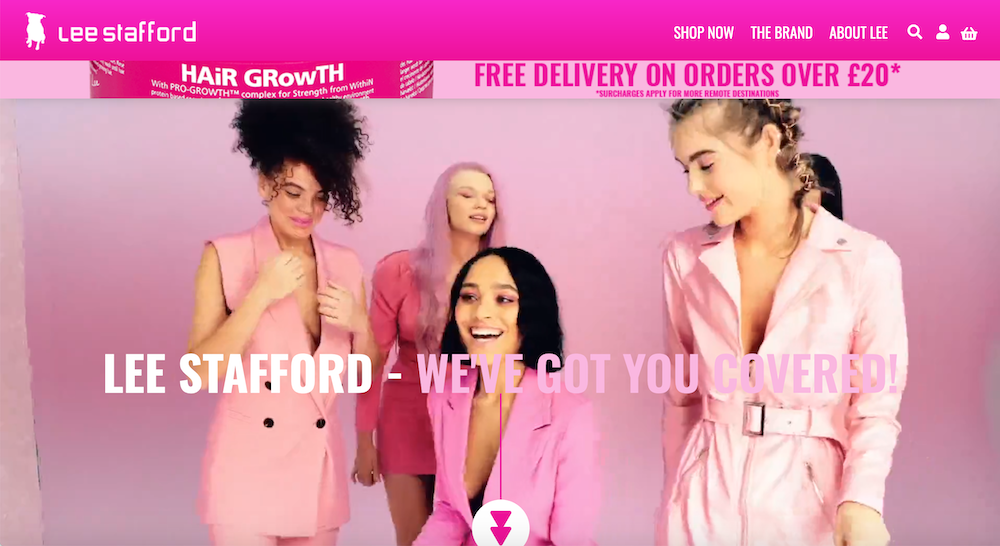 Lee stafford
SHOP NOW THE BRAND ABOUT LEE
HAiR GRowTH
With PRO-GROWTH™ complex for Strength from WithiN
FREE DELIVERY ON ORDERS OVER £20*
*SURCHARGES APPLY FOR MORE REMOTE DESTINATIONS
LEE STAFFORD - WE'VE GOT YOU COVERED!